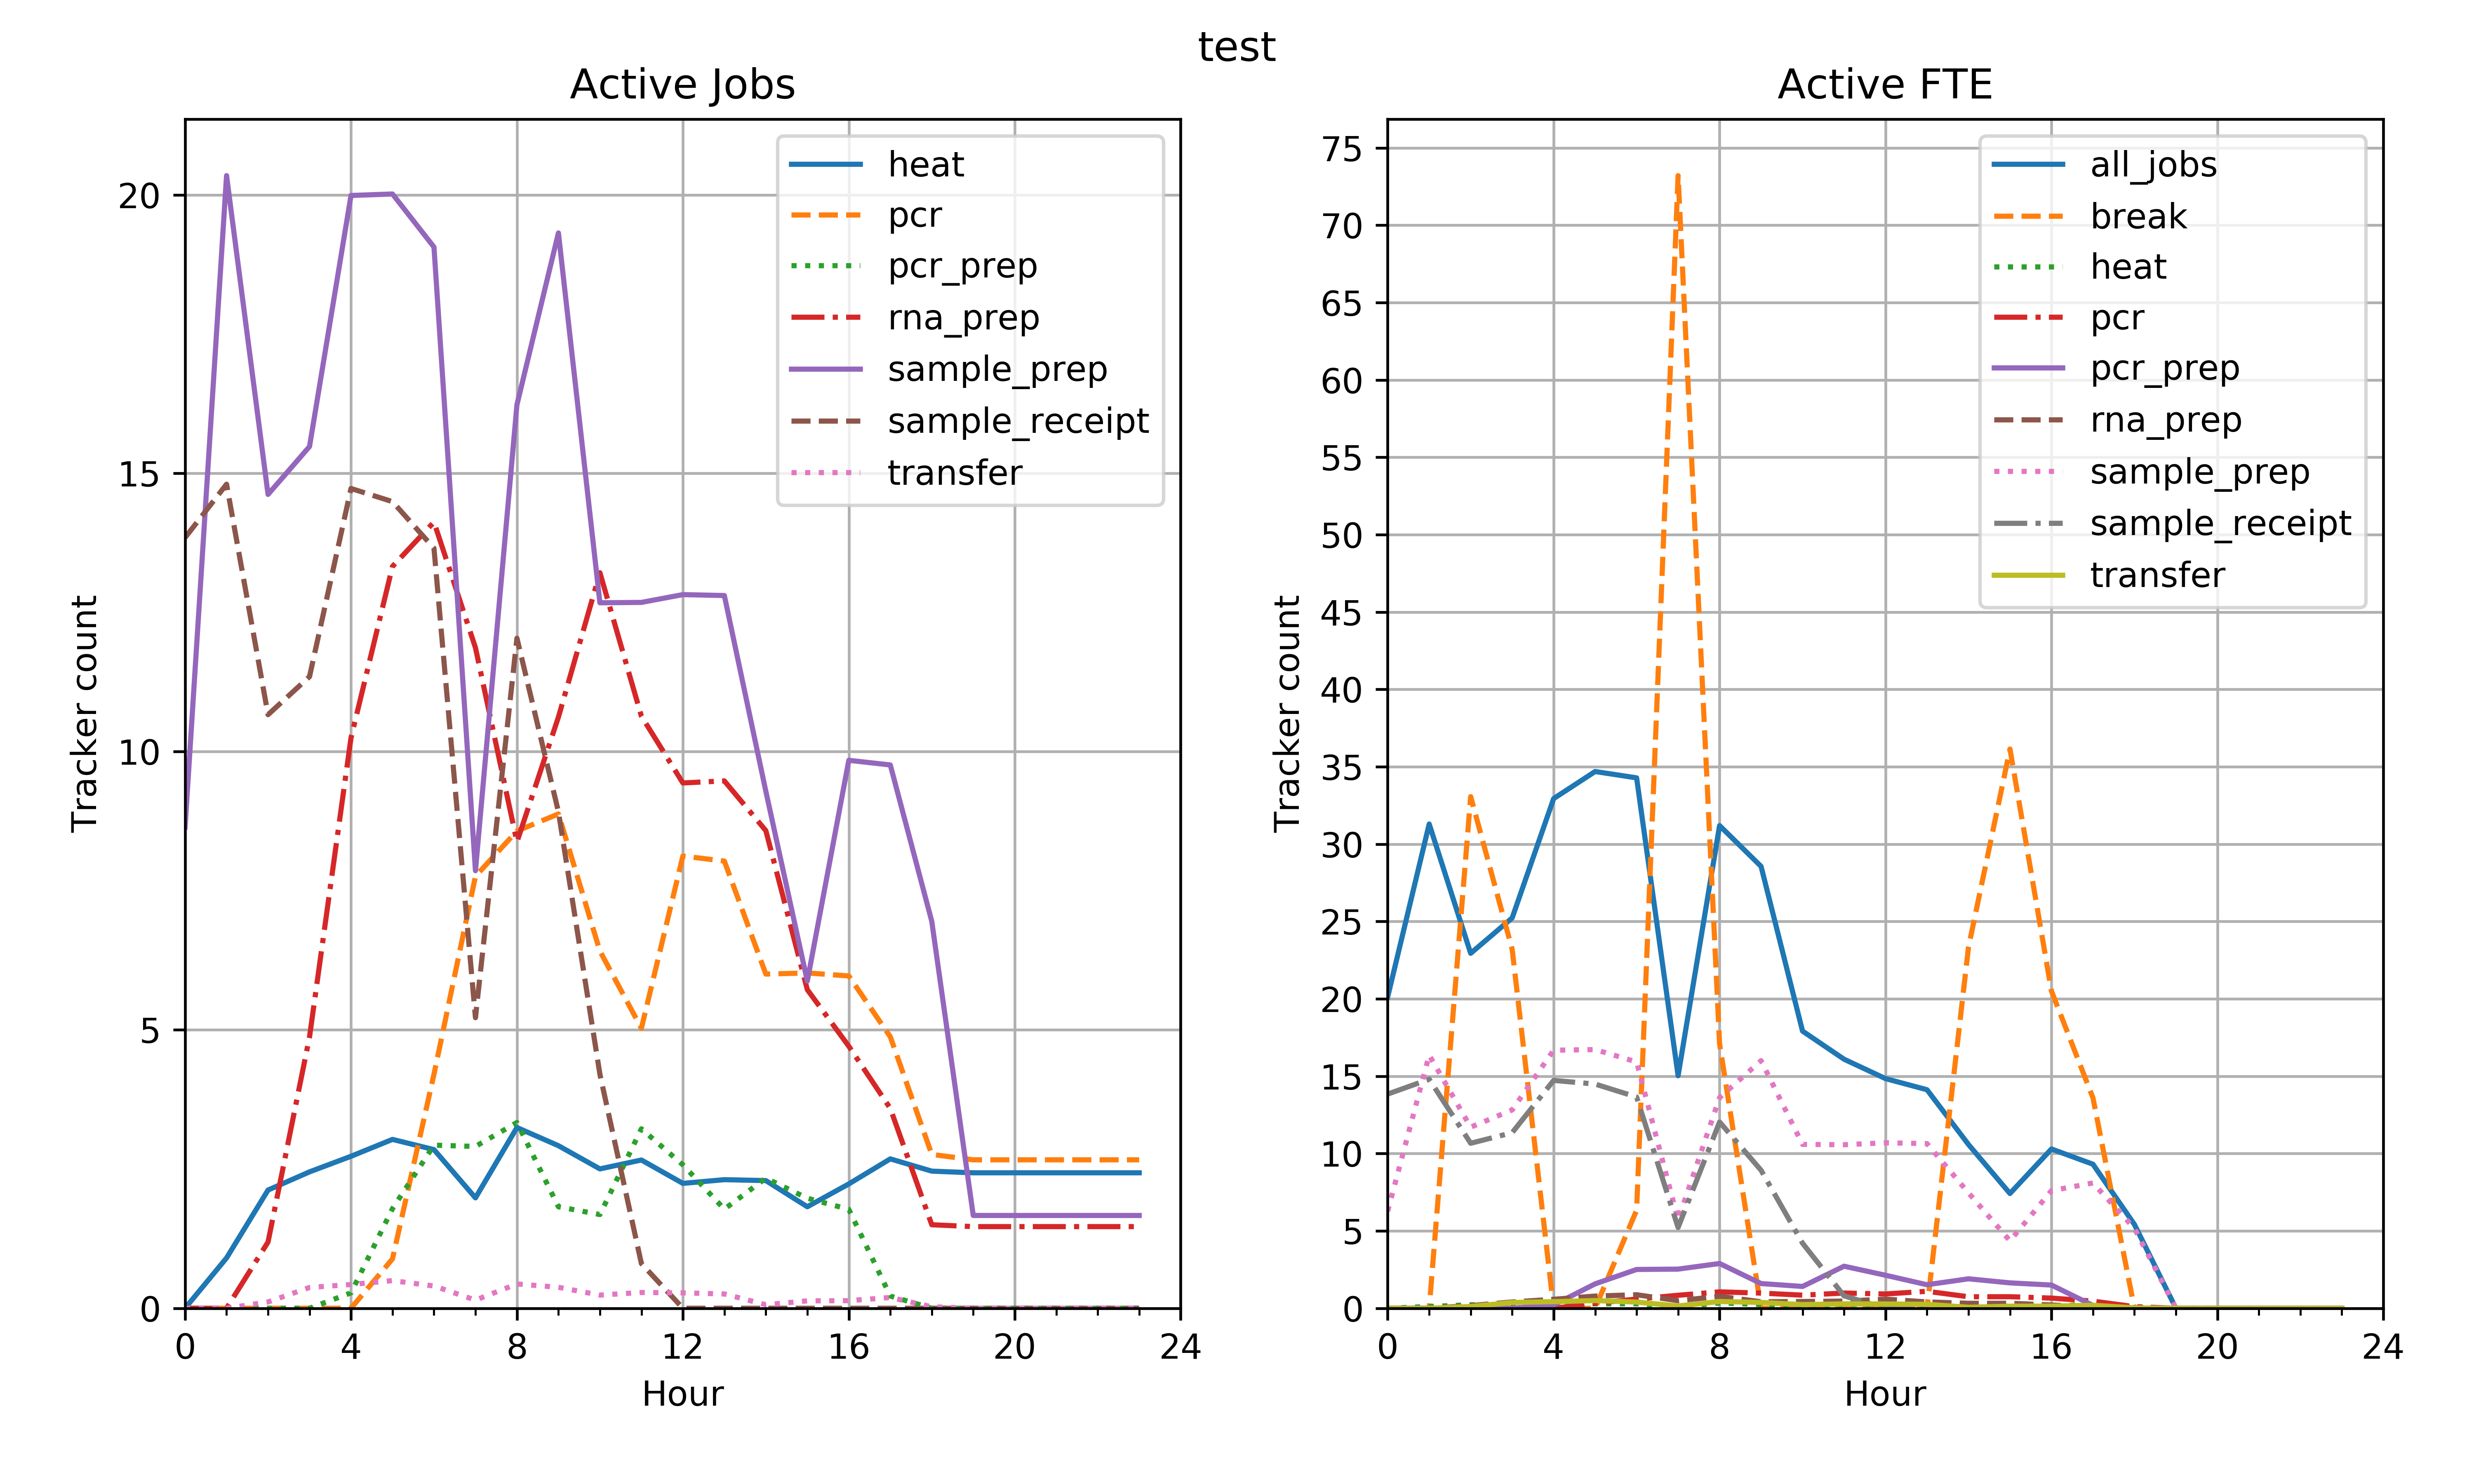 test
Active Jobs
Tracker count
20
15
10
5
0
0 4 8 12 16 20 24
Hour
heat
pcr
pcr_prep
rna_prep
sample_prep
sample_receipt
transfer
Active FTE
Tracker count
75
70
65
60
55
50
45
40
35
30
25
20
15
10
5
0
0 4 8 12 16 20 24
Hour
all_jobs
break
heat
pcr
pcr_prep
rna_prep
sample_prep
sample_receipt
transfer